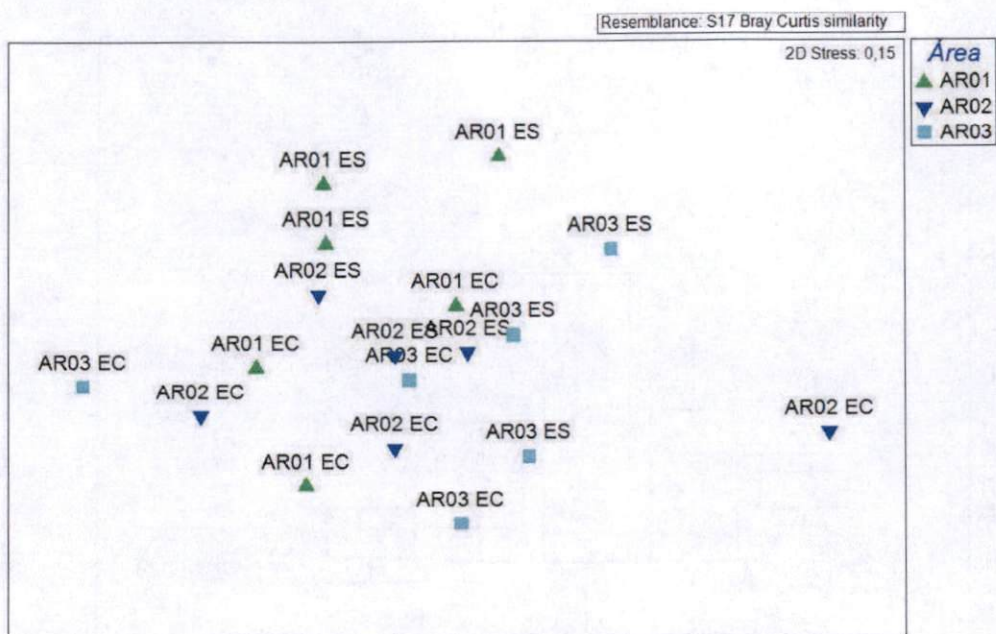 Resemblance: S17 Bray Curtis similarity
2D Stress: 0,15
Área
AR01
AR02
AR03
AR01 ES
AR01 ES
AR01 ES
AR03 ES
AR02 ES
AR01 EC
AR03 ES
AR02 ES
AR02 ES
AR01 EC
AR03 EC
AR03 EC
AR02 EC
AR02 EC
AR02 EC
AR03 ES
AR01 EC
AR03 EC